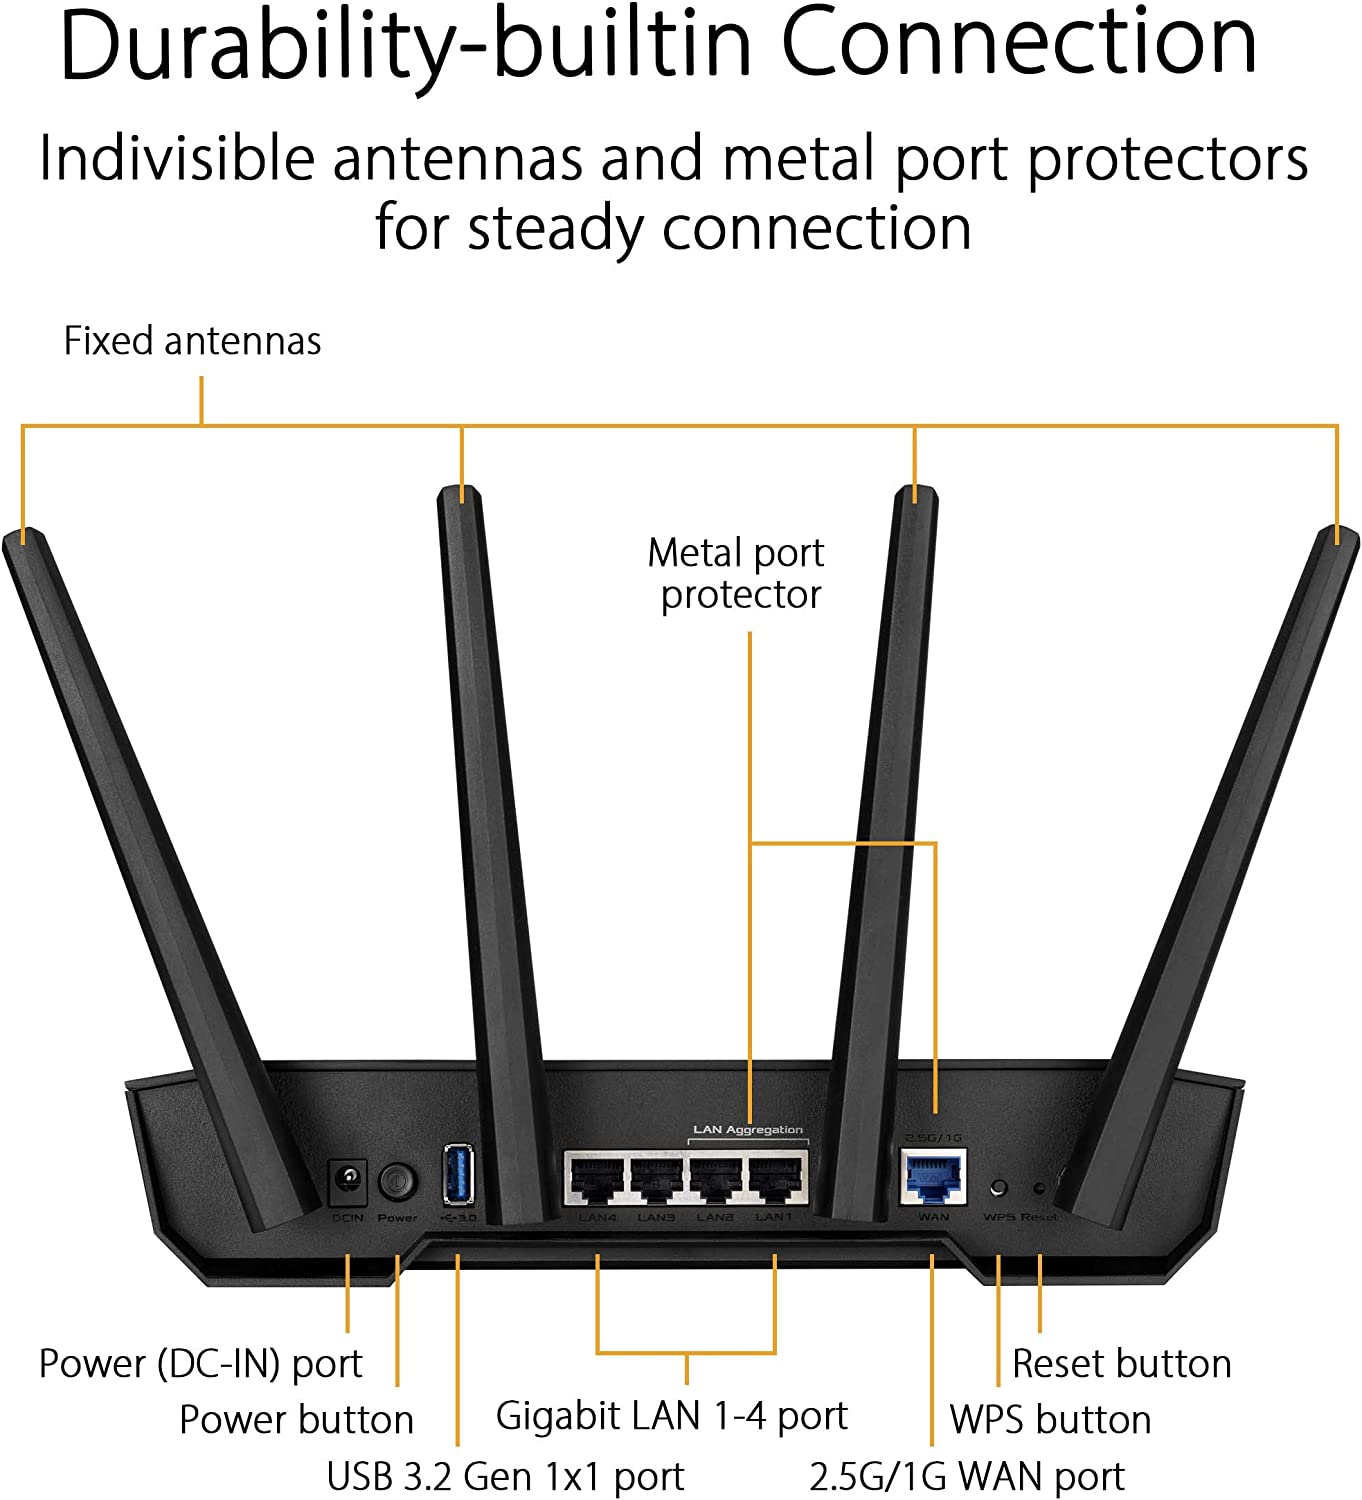 Durability-builtin Connection
Indivisible antennas and metal port protectors
for steady connection
Fixed antennas
Metal port
protector
LAN Aggregation
2.5G/1G
DCIN
Power
3.0
LAN4
LAN3
LAN2
LAN1
WAN
WPS
Reset
Power (DC-IN) port
Reset button
Power button
Gigabit LAN 1-4 port
WPS button
USB 3.2 Gen 1x1 port
2.5G/1G WAN port